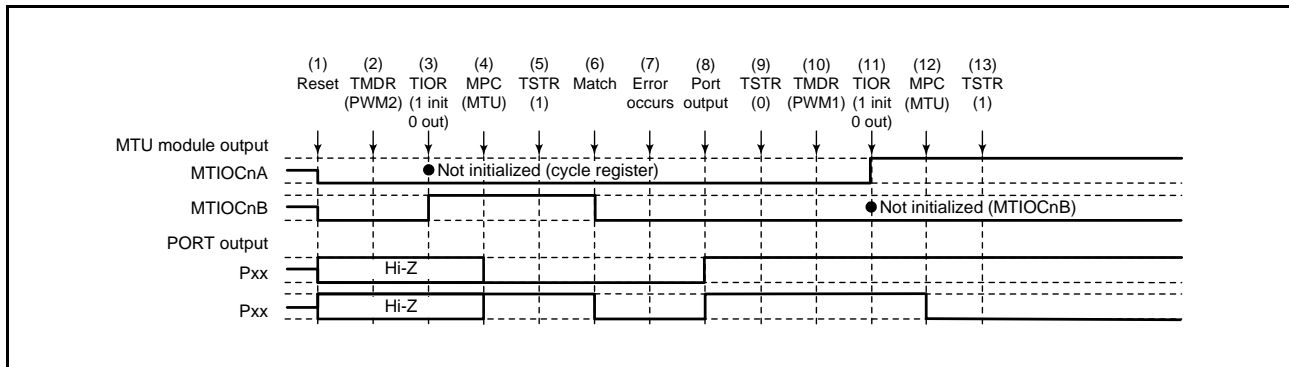 (1) (2) (3) (4) (5) (6) (7) (8) (9) (10) (11) (12) (13)
Reset TMDR TIOR MPC TSTR Match Error Port TSTR TMDR TIOR MPC TSTR
(PWM2) (1 init (MTU) (1) occurs output (0) (PWM1) (1 init (MTU) (1)
0 out) 0 out)
MTU module output
MTIOCnA
Not initialized (cycle register)
MTIOCnB
Not initialized (MTIOCnB)
PORT output
Pxx
Hi-Z
Pxx
Hi-Z